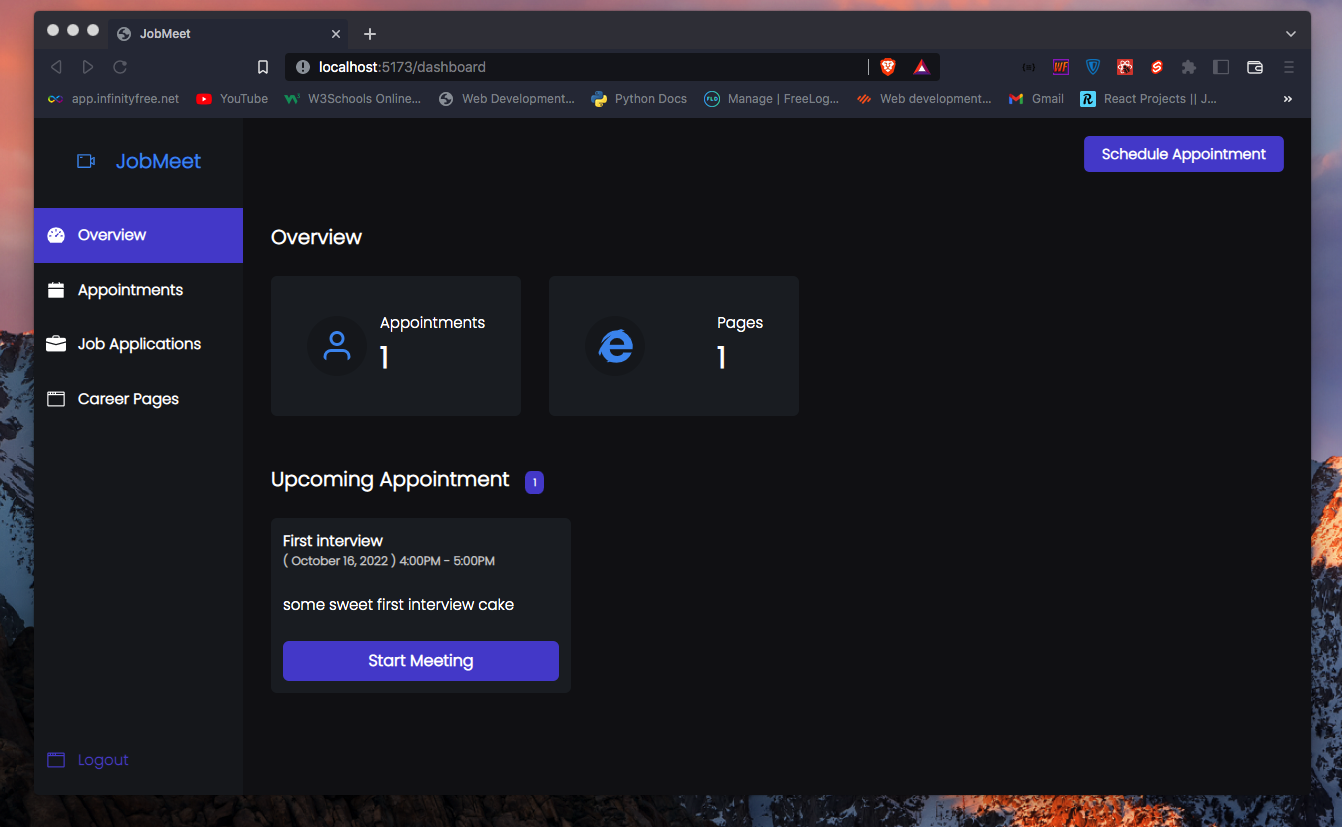 JobMeet
localhost:5173/dashboard
app.infinityfree.net
YouTube
W3Schools Online...
Web Development...
Python Docs
Manage | FreeLog...
Web development...
Gmail
React Projects || J...
JobMeet
Schedule Appointment
Overview
Appointments
Job Applications
Career Pages
Logout
Overview
Appointments
1
Pages
1
Upcoming Appointment 1
First interview
( October 16, 2022 ) 4:00PM - 5:00PM
some sweet first interview cake
Start Meeting